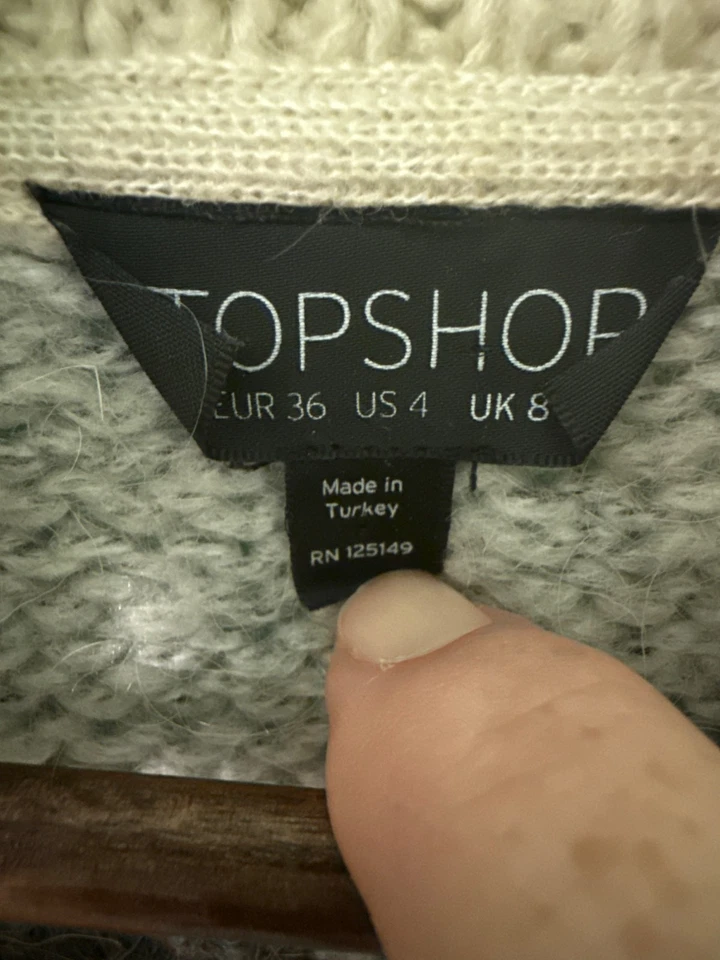 TOPSHOP
EUR 36 US 4 UK 8
Made in
Turkey
RN 125149